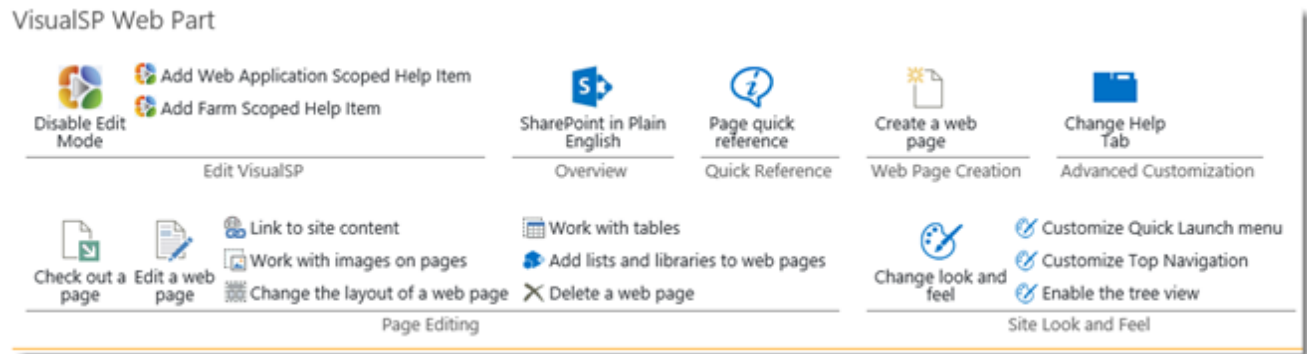 VisualSP Web Part
Disable Edit
Mode
Add Web Application Scoped Help Item
Add Farm Scoped Help Item
Edit VisualSP
SharePoint in Plain
English
Overview
Page quick
reference
Quick Reference
Create a web
page
Web Page Creation
Change Help
Tab
Advanced Customization
Check out a
page
Edit a web
page
Link to site content
Work with images on pages
Change the layout of a web page
Work with tables
Add lists and libraries to web pages
Delete a web page
Page Editing
Change look and
feel
Customize Quick Launch menu
Customize Top Navigation
Enable the tree view
Site Look and Feel